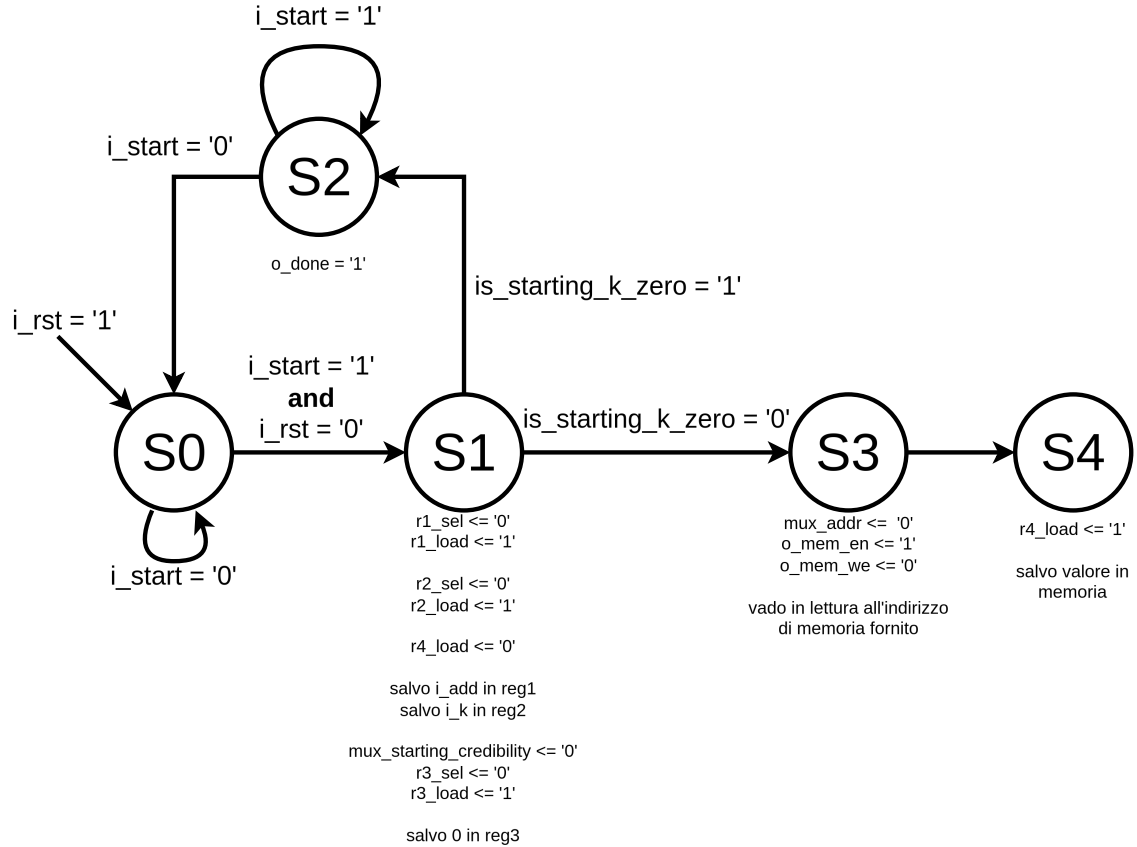 i_start = '1'
i_start = '0'
S2
o_done = '1'
is_starting_k_zero = '1'
i_rst = '1'
i_start = '1'
and
i_rst = '0'
is_starting_k_zero = '0'
S0
S1
S3
S4
i_start = '0'
r1_sel <= '0'
r1_load <= '1'
r2_sel <= '0'
r2_load <= '1'
r4_load <= '0'
salvo i_add in reg1
salvo i_k in reg2
mux_starting_credibility <= '0'
r3_sel <= '0'
r3_load <= '1'
salvo 0 in reg3
mux_addr <=  '0'
o_mem_en <= '1'
o_mem_we <= '0'
vado in lettura all'indirizzo
di memoria fornito
r4_load <= '1'
salvo valore in
memoria